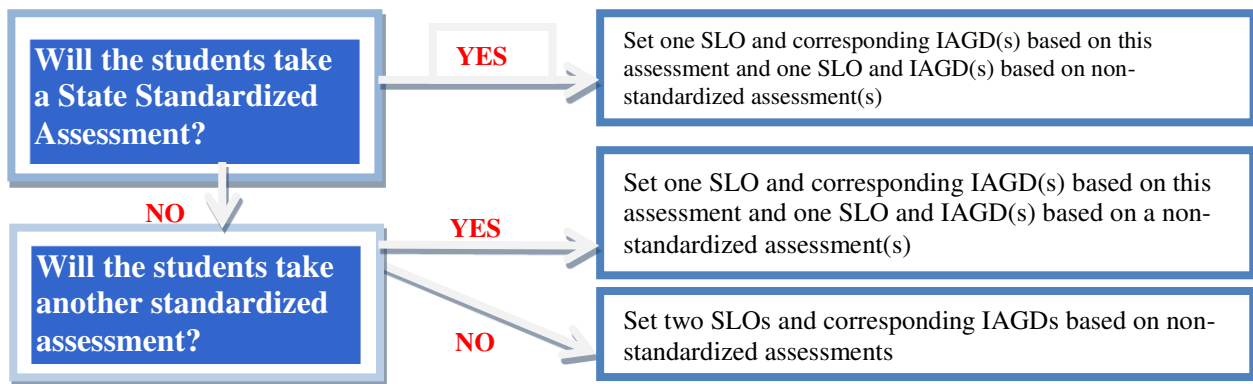 Will the students take
a State Standardized
Assessment?
YES
Set one SLO and corresponding IAGD(s) based on this
assessment and one SLO and IAGD(s) based on non-
standardized assessment(s)
NO
Will the students take
another standardized
assessment?
YES
Set one SLO and corresponding IAGD(s) based on this
assessment and one SLO and IAGD(s) based on a non-
standardized assessment(s)
NO
Set two SLOs and corresponding IAGDs based on non-
standardized assessments